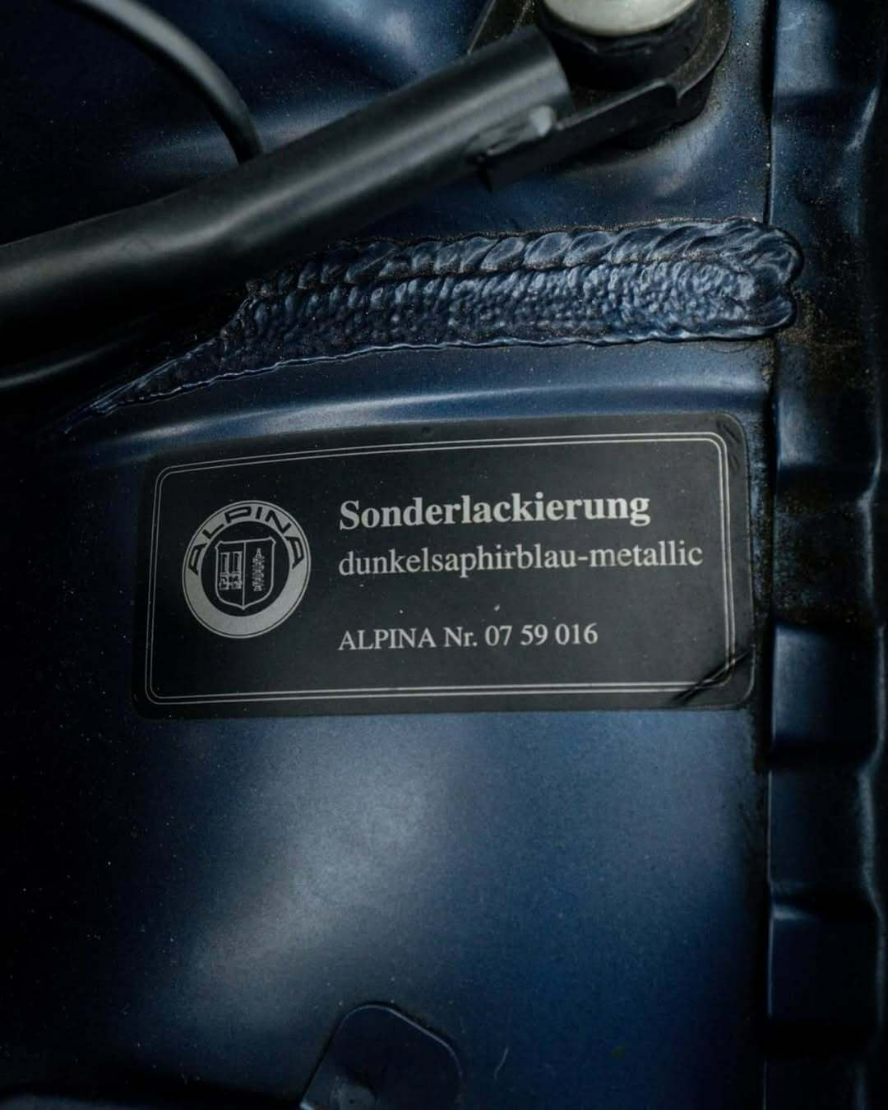 ALPINA
Sonderlackierung
dunkelsaphirblau-metallic
ALPINA Nr. 07 59 016